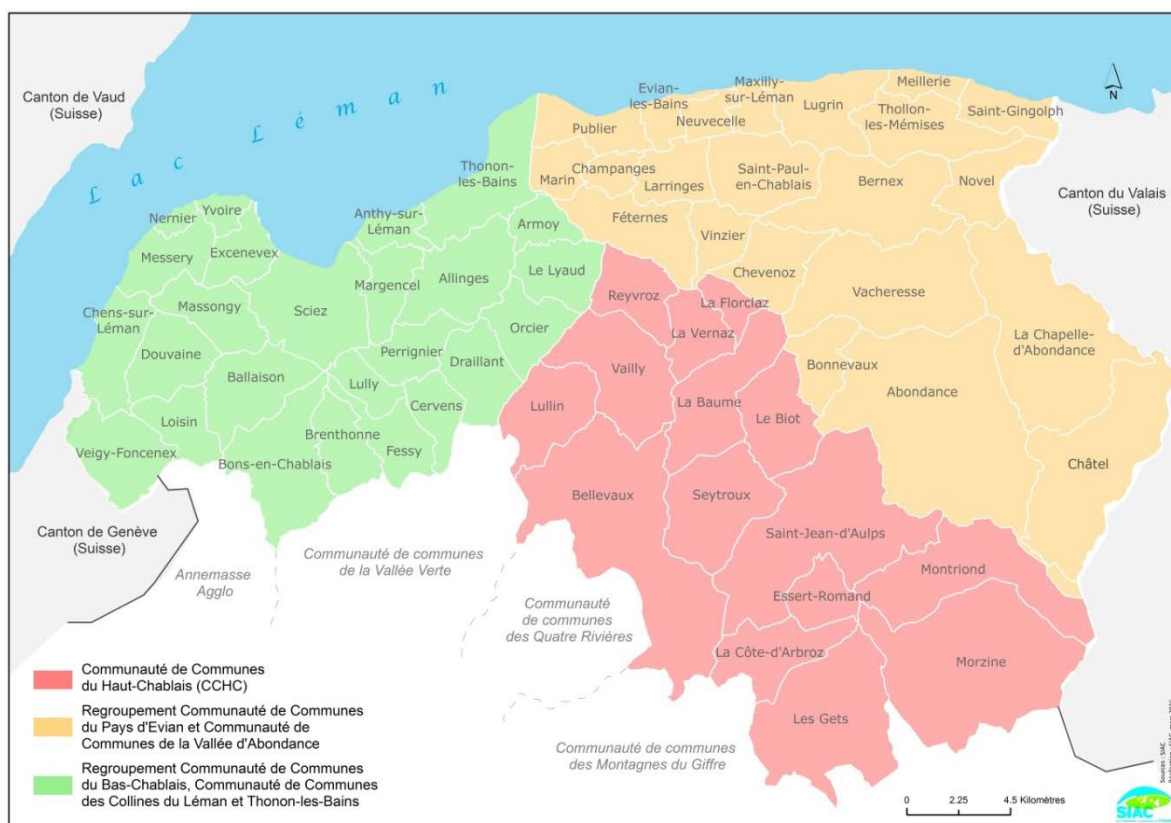 Canton de Vaud
(Suisse)
Lac Léman
N
Canton du Valais
(Suisse)
Canton de Genève
(Suisse)
Meillerie
Maxilly-
sur-Léman
Evian-
les-Bains
Lugrin
Saint-Gingolph
Thollon-
les-Mémises
Neuvecelle
Publier
Thonon-
les-Bains
Champanges
Marin
Larringes
Saint-Paul-
en-Chablais
Bernex
Novel
Yvoire
Nernier
Anthy-sur-
Léman
Armoy
Féternes
Vinzier
Messery
Excenevex
Chevenoz
Margencel
Allinges
Le Lyaud
Reyvroz
La Florclaz
Vacheresse
Chens-sur-
Léman
Massongy
Sciez
Orcier
La Vernaz
La Chapelle-
d'Abondance
Douvaine
Perrignier
Draillant
Ballaison
Lully
Vailly
Bonnevaux
Abondance
Cervens
Lullin
La Baume
Le Biot
Loisin
Brenthonne
Fessy
Veigy-Foncenex
Bons-en-Chablais
Châtel
Bellevaux
Seytroux
Saint-Jean-d'Aulps
Montriond
Essert-Romand
La Côte-d'Arbroz
Morzine
Les Gets
Annemasse
Agglo
Communauté de communes
de la Vallée Verte
Communauté
de communes
des Quatre Rivières
Communauté de communes
des Montagnes du Giffre
Communauté de Communes
du Haut-Chablais (CCHC)
Regroupement Communauté de Communes
du Pays d'Evian et Communauté de
Communes de la Vallée d'Abondance
Regroupement Communauté de Communes
du Bas-Chablais, Communauté de Communes
des Collines du Léman et Thonon-les-Bains
0 2.25 4.5 Kilomètres
Sources : SIAC
SIAC